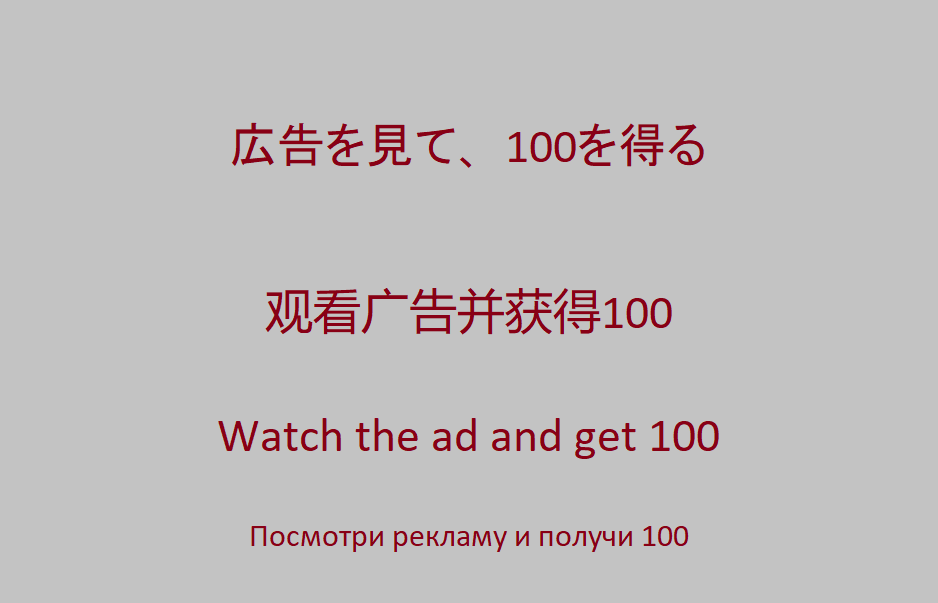 広告を見て、100を得る
观看广告并获得100
Watch the ad and get 100
Посмотри рекламу и получи 100